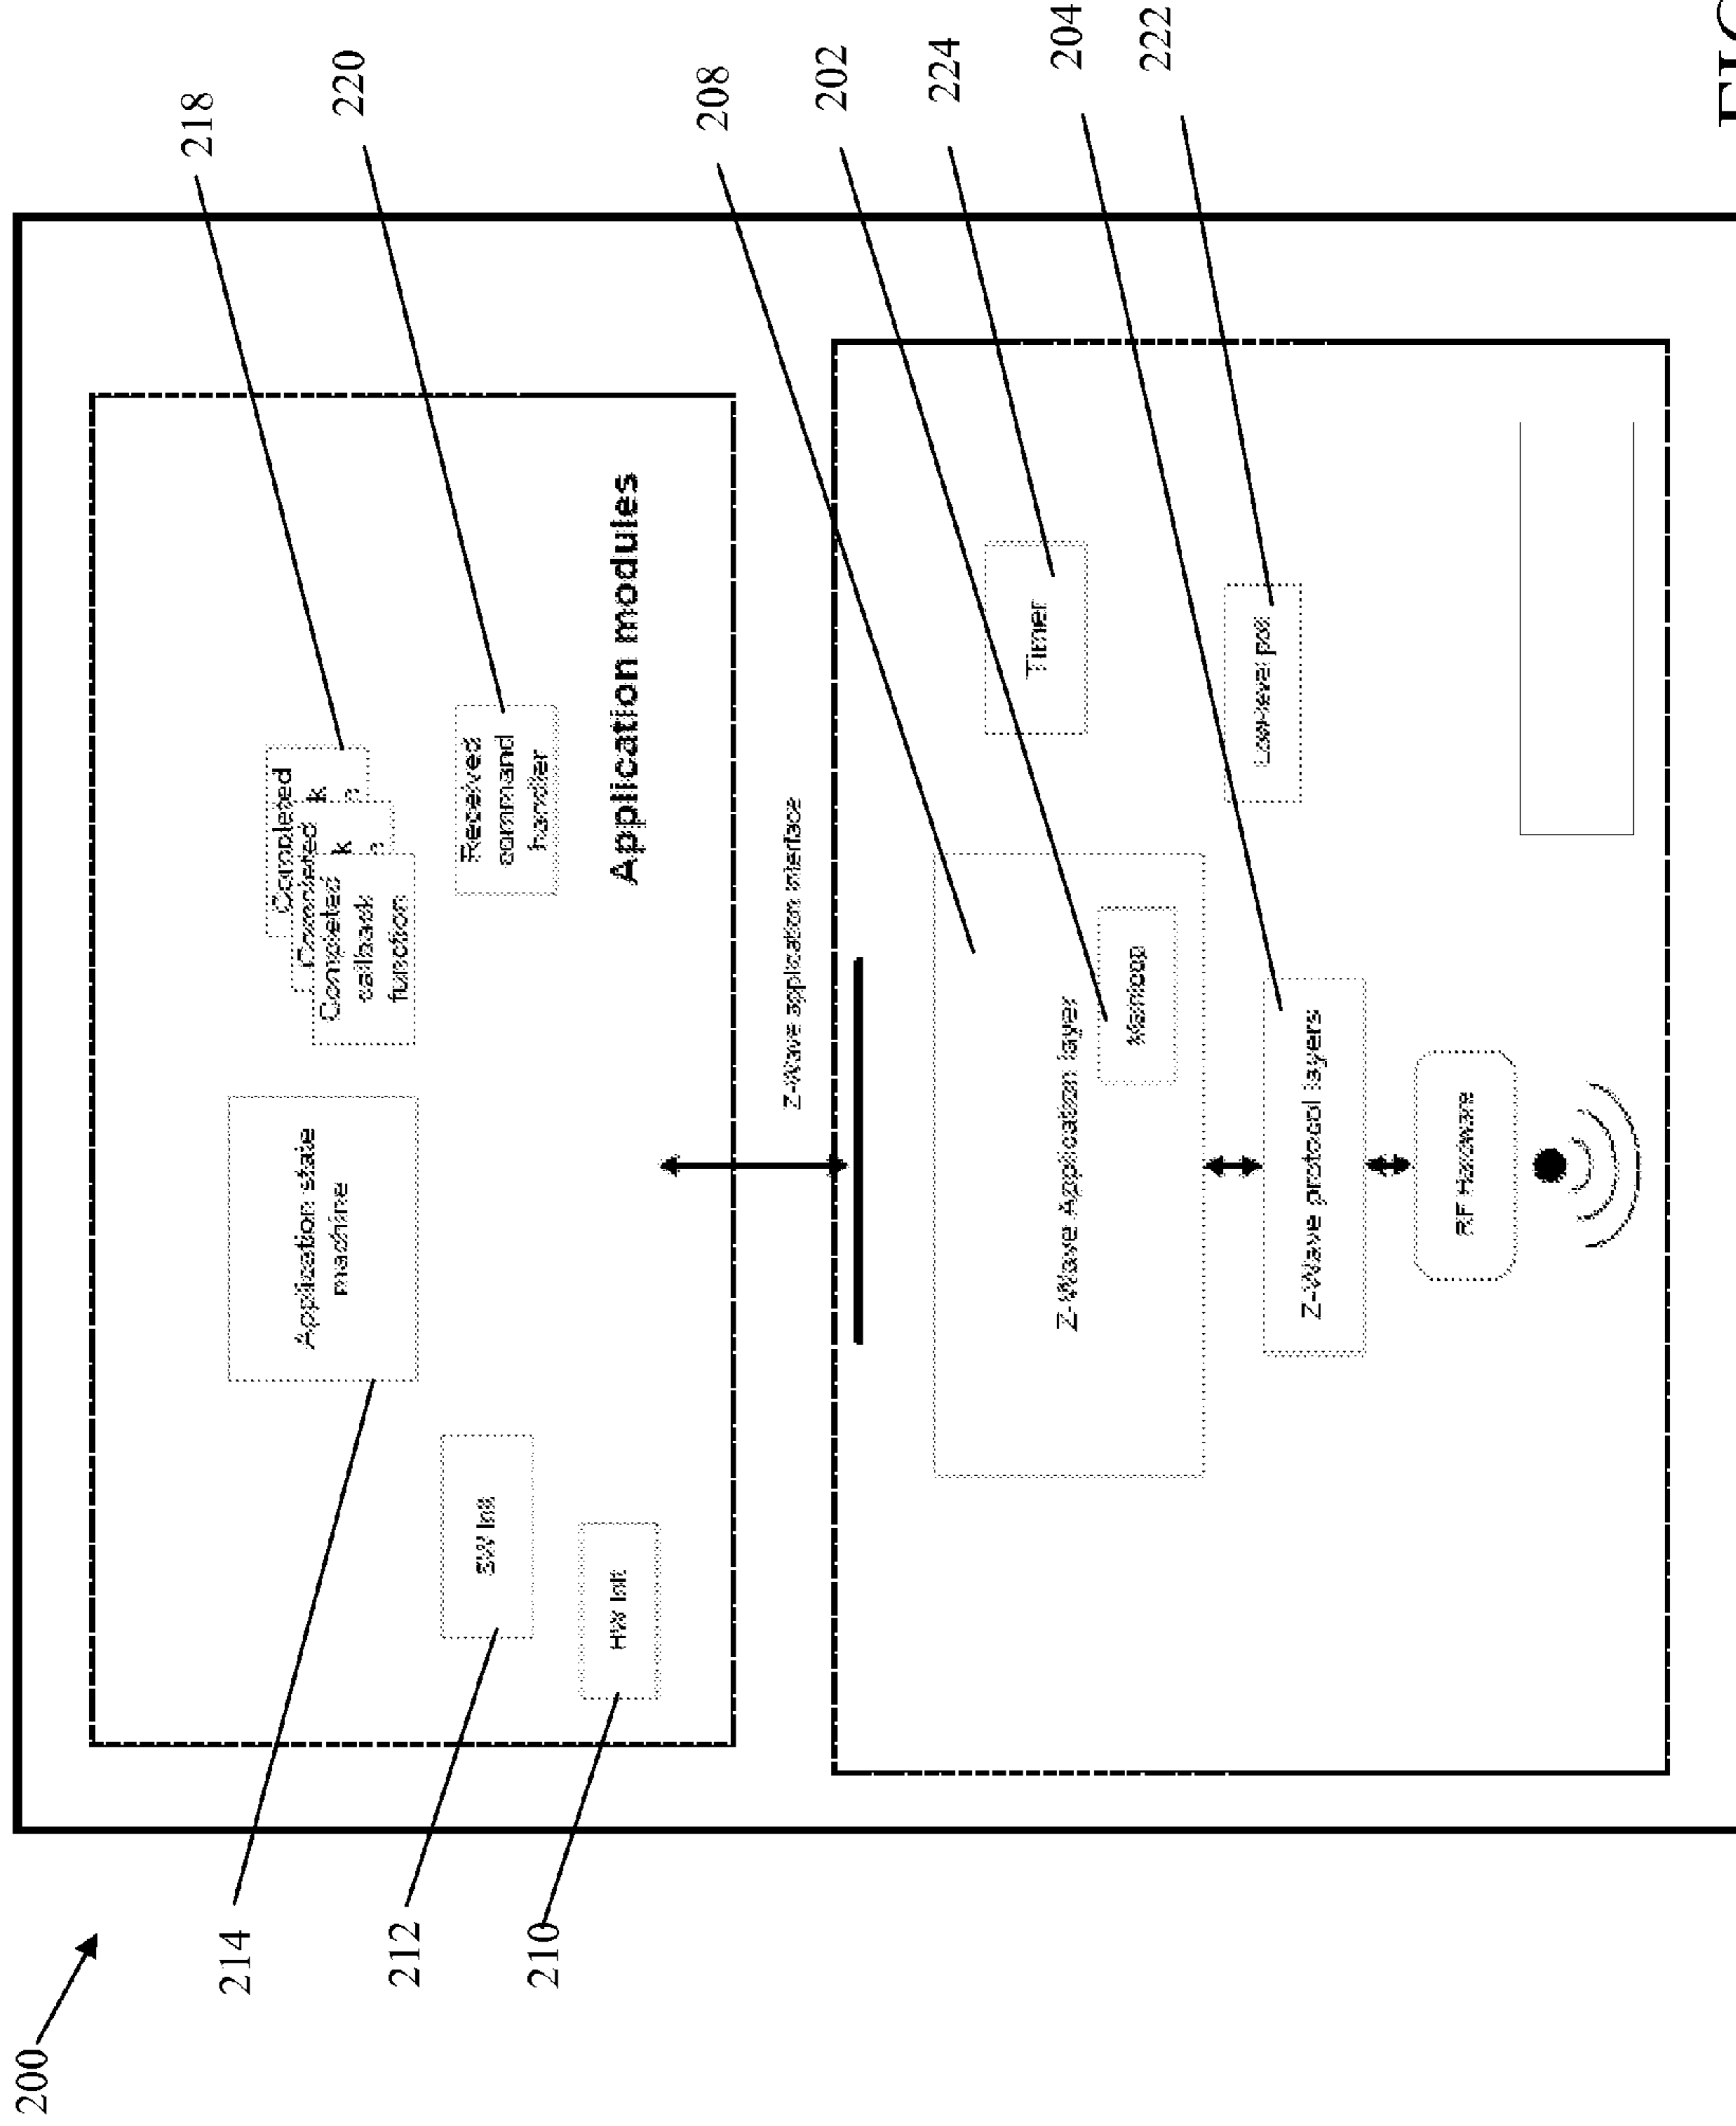 200
214
212
210
218
220
208
202
224
204
222
Application state
machine
SW Init
HW Init
Completed
k
n
Completed
k
n
Completed
callback
function
Received
command
handler
Application modules
Z-Wave application interface
Z-Wave Application layer
Mainloop
Timer
Z-Wave protocol layers
Low-level poll
RF Hardware